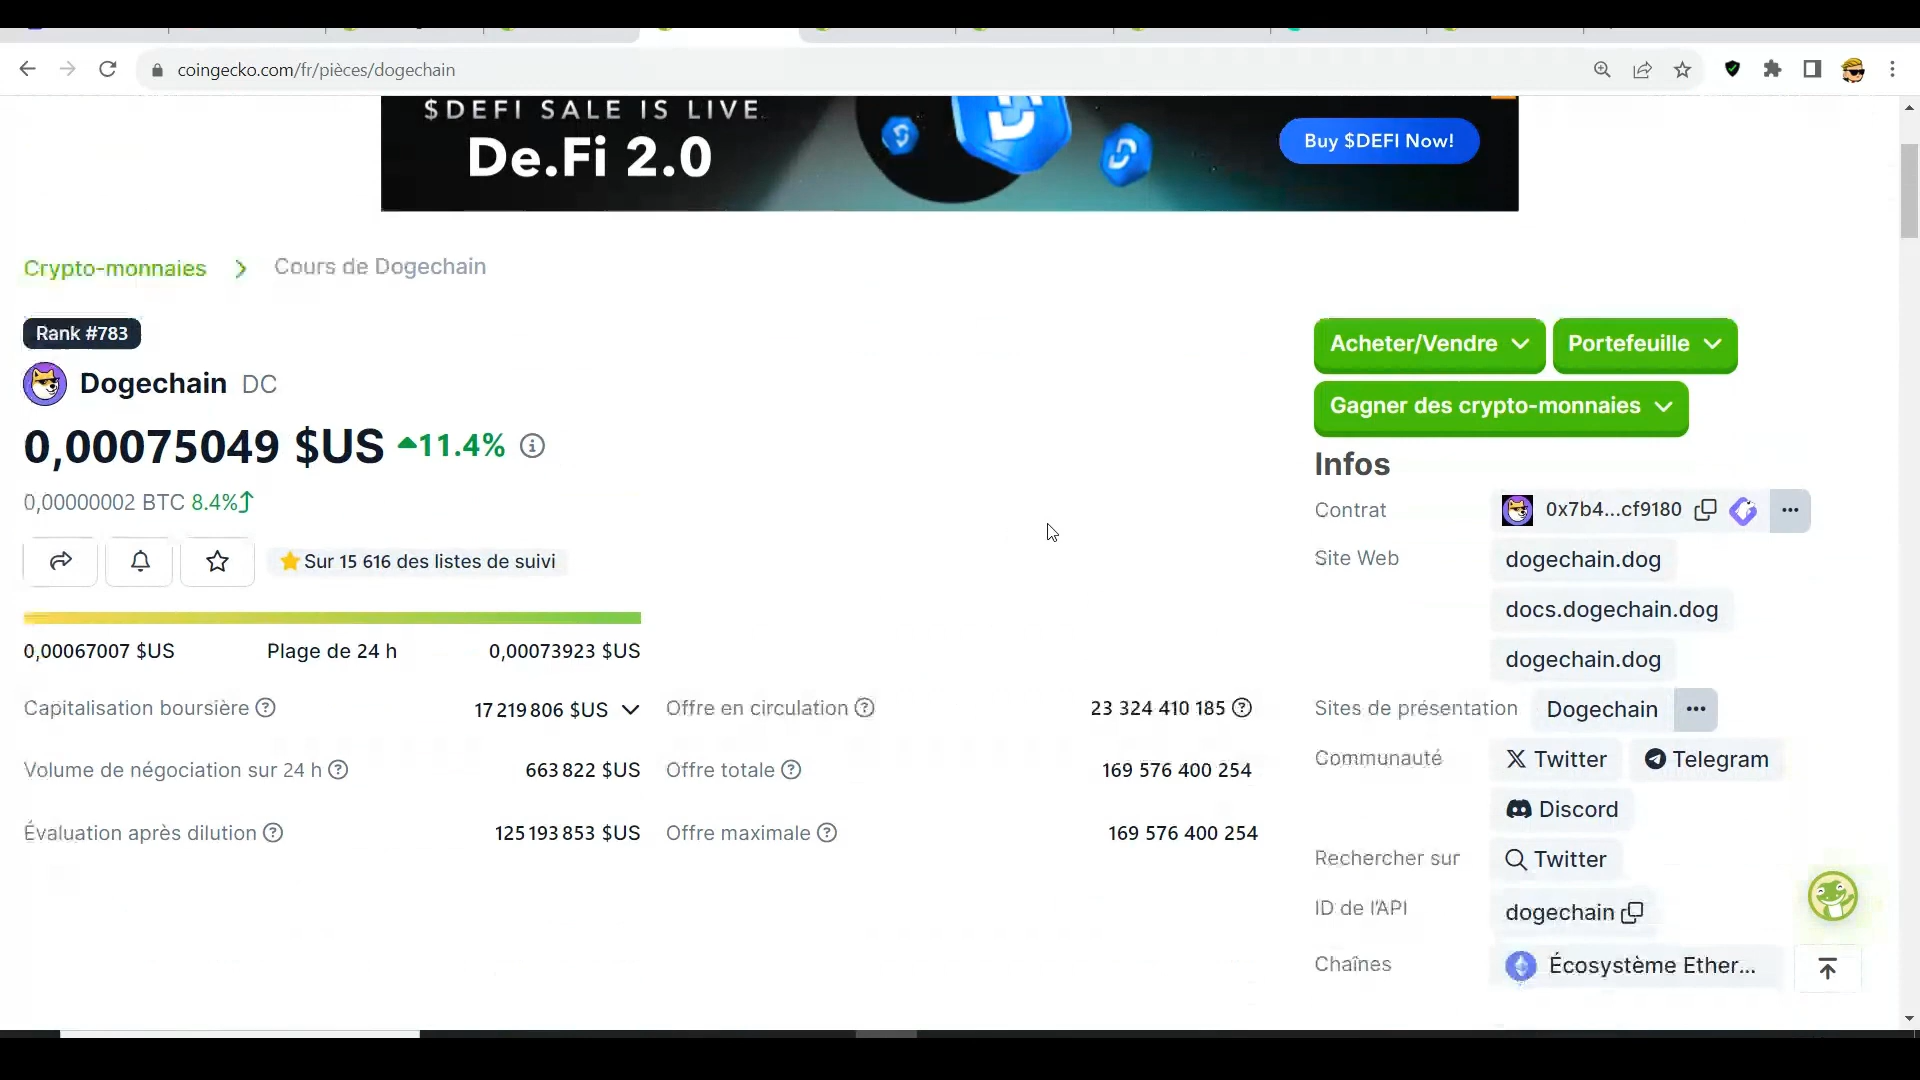 coingecko.com/fr/pièces/dogechain
$DEFI SALE IS LIVE
De.Fi 2.0
Buy $DEFI Now!
Crypto-monnaies
Cours de Dogechain
Rank #783
Dogechain DC
0,00075049 $US 11.4%
0,00000002 BTC 8.4%
Sur 15 616 des listes de suivi
0,00067007 $US Plage de 24 h 0,00073923 $US
Capitalisation boursière 17 219 806 $US
Offre en circulation 23 324 410 185
Volume de négociation sur 24 h 663 822 $US
Offre totale 169 576 400 254
Évaluation après dilution 125 193 853 $US
Offre maximale 169 576 400 254
Acheter/Vendre
Portefeuille
Gagner des crypto-monnaies
Infos
Contrat 0x7b4...cf9180
Site Web dogechain.dog
docs.dogechain.dog
dogechain.dog
Sites de présentation Dogechain
Communauté Twitter Telegram
Discord
Rechercher sur Twitter
ID de l'API dogechain
Chaînes Écosystème Ether...